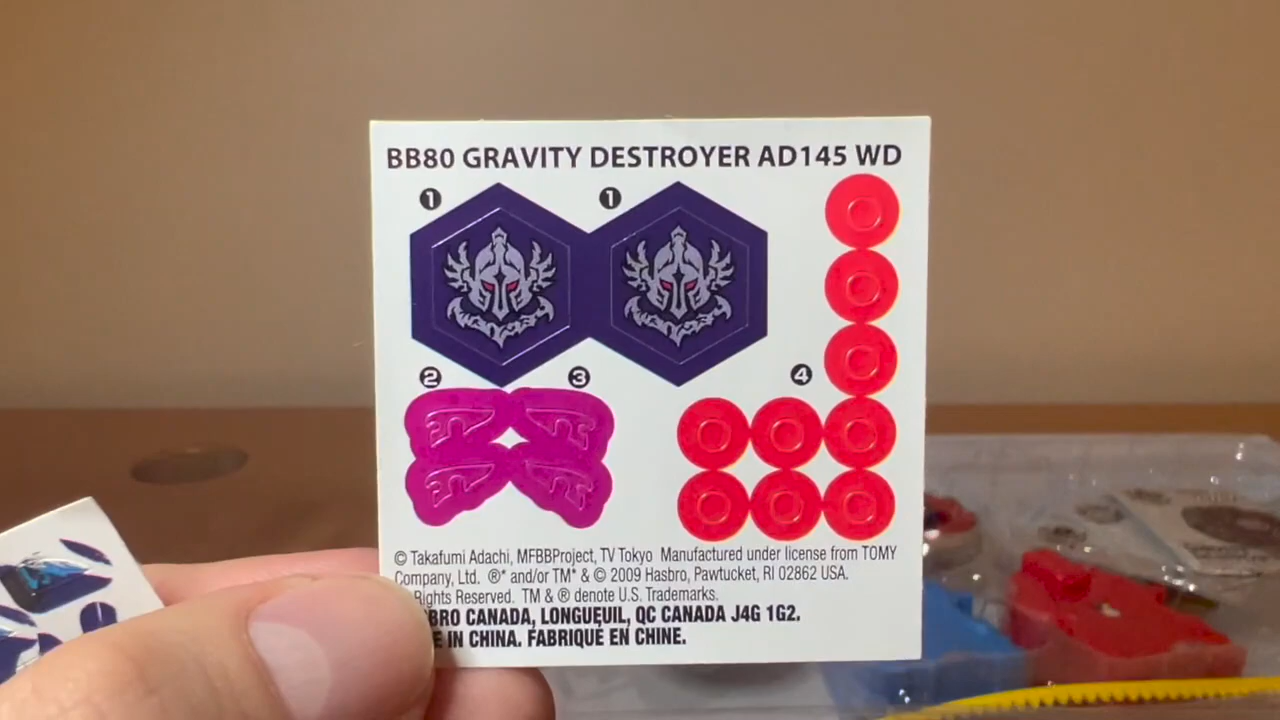 BB80 GRAVITY DESTROYER AD145 WD
1 1
2 3 4
© Takafumi Adachi, MFBBProject, TV Tokyo Manufactured under license from TOMY
Company, Ltd. ®* and/or TM* & © 2009 Hasbro, Pawtucket, RI 02862 USA.
Rights Reserved. TM & ® denote U.S. Trademarks.
BRO CANADA, LONGUEUIL, QC CANADA J4G 1G2.
E IN CHINA. FABRIQUÉ EN CHINE.